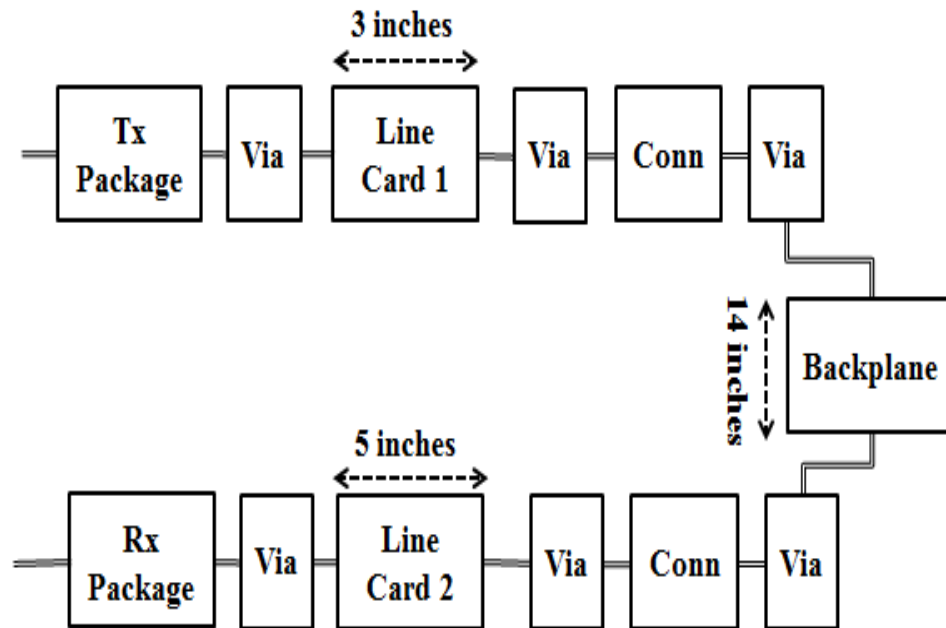 3 inches
Tx
Package
Via
Line
Card 1
Via
Conn
Via
14 inches
Backplane
5 inches
Rx
Package
Via
Line
Card 2
Via
Conn
Via